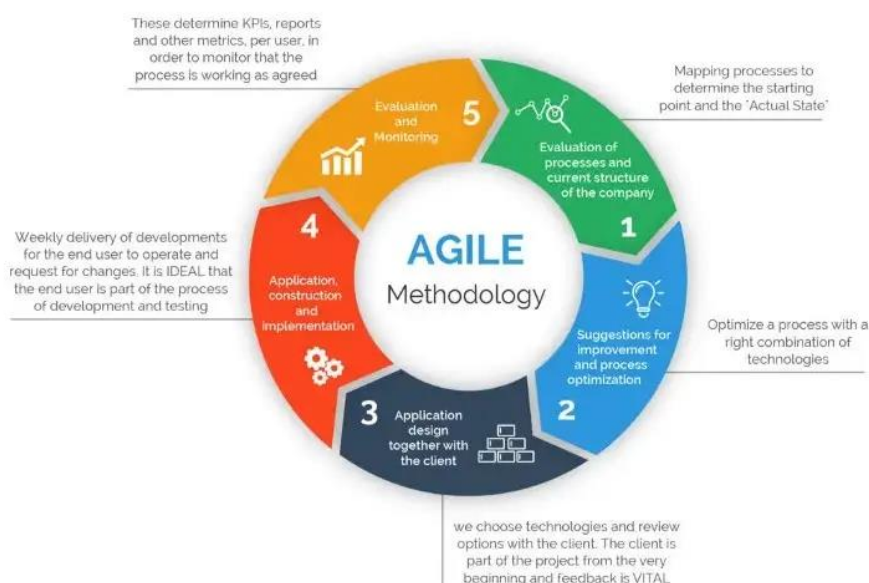 These determine KPIs, reports
and other metrics, per user, in
order to monitor that the
process is working as agreed
Evaluation
and
Monitoring
5
Mapping processes to
determine the starting
point and the "Actual State"
Evaluation of
processes and
current structure
of the company
1
AGILE
Methodology
Weekly delivery of developments
for the end user to operate and
request for changes. It is IDEAL that
the end user is part of the process
of development and testing
4
Application,
construction
and
implementation
Suggestions for
improvement
and process
optimization
2
Optimize a process with a
right combination of
technologies
3
Application
design
together with
the client
we choose technologies and review
options with the client. The client is
part of the project from the very
beginning and feedback is VITAL